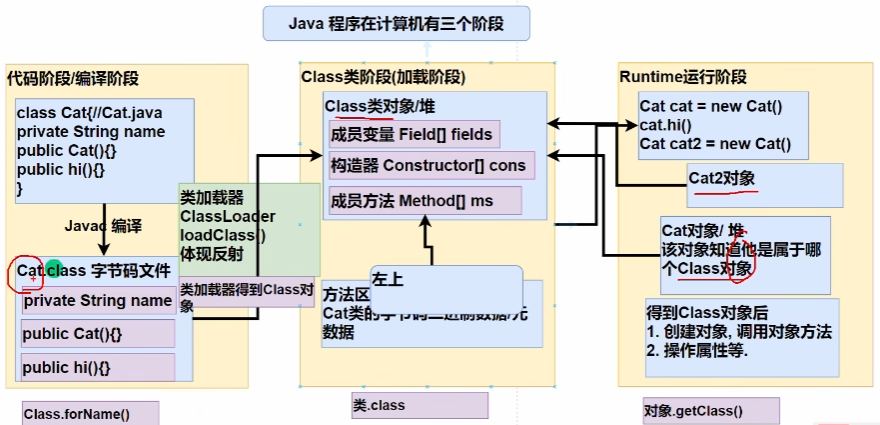 Java 程序在计算机有三个阶段
代码阶段/编译阶段
class Cat{//Cat.java
private String name
public Cat(){}
public hi(){}
}
Javac 编译
Cat.class 字节码文件
private String name
public Cat(){}
public hi(){}
Class.forName()
类加载器
ClassLoader
loadClass()
体现反射
类加载器得到Class对
象
Class类阶段(加载阶段)
Class类对象/堆
成员变量 Field[] fields
构造器 Constructor[] cons
成员方法 Method[] ms
左上
方法区
Cat类的字节码二进制数据/元
数据
类.class
Runtime运行阶段
Cat cat = new Cat()
cat.hi()
Cat cat2 = new Cat()
Cat2对象
Cat对象/ 堆
该对象知道他是属于哪
个Class对象
得到Class对象后
1. 创建对象, 调用对象方法
2. 操作属性等.
对象.getClass()